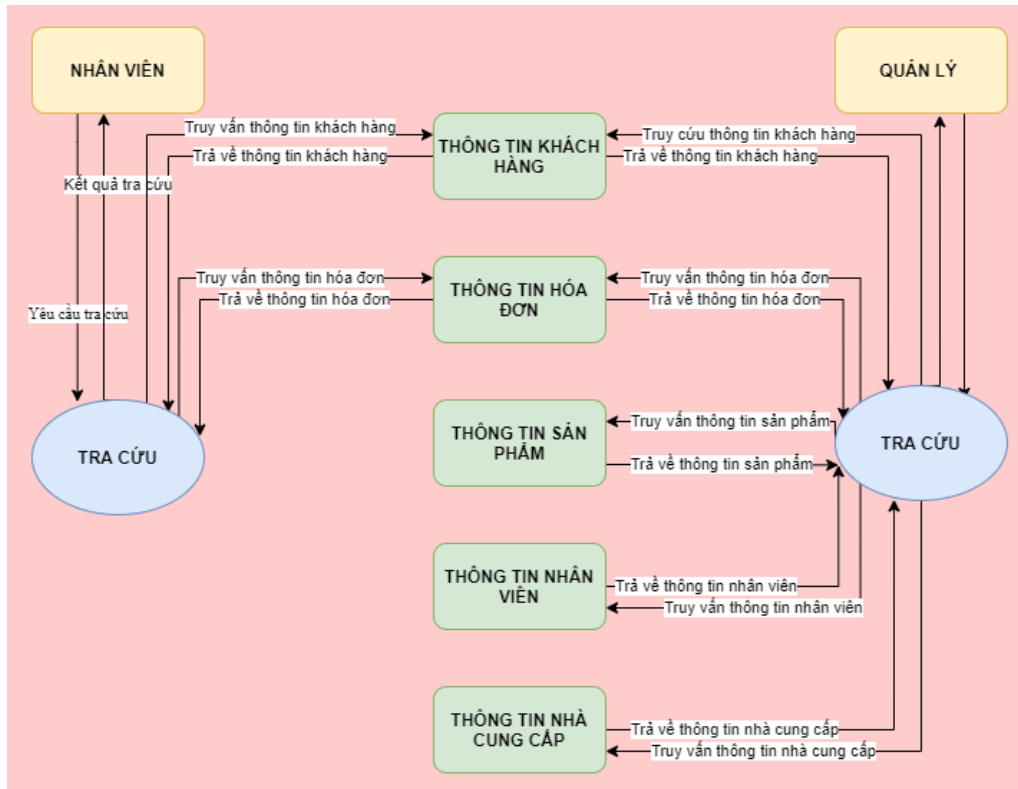 NHÂN VIÊN
QUẢN LÝ
Truy vấn thông tin khách hàng
Trả về thông tin khách hàng
THÔNG TIN KHÁCH
HÀNG
Truy cứu thông tin khách hàng
Trả về thông tin khách hàng
Kết quả tra cứu
Truy vấn thông tin hóa đơn
Trả về thông tin hóa đơn
THÔNG TIN HÓA
ĐƠN
Truy vấn thông tin hóa đơn
Trả về thông tin hóa đơn
Yêu cầu tra cứu
TRA CỨU
THÔNG TIN SẢN
PHẨM
Truy vấn thông tin sản phẩm
Trả về thông tin sản phẩm
TRA CỨU
THÔNG TIN NHÂN
VIÊN
Trả về thông tin nhân viên
Truy vấn thông tin nhân viên
THÔNG TIN NHÀ
CUNG CẤP
Trả về thông tin nhà cung cấp
Truy vấn thông tin nhà cung cấp